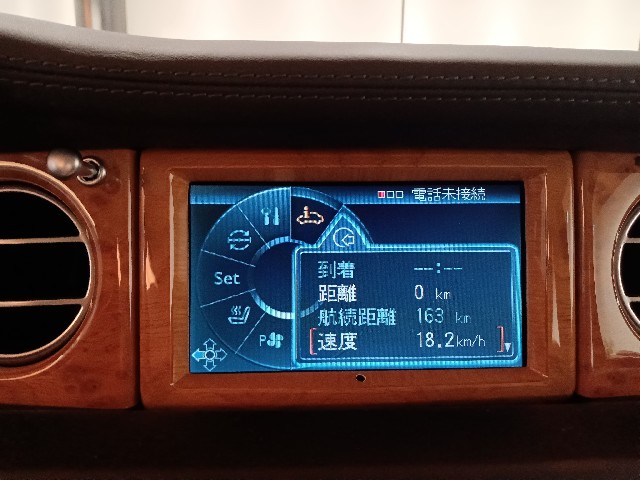 電話未接続
Set
P
到着 --:--
距離 0 km
航続距離 163 km
速度 18.2km/h